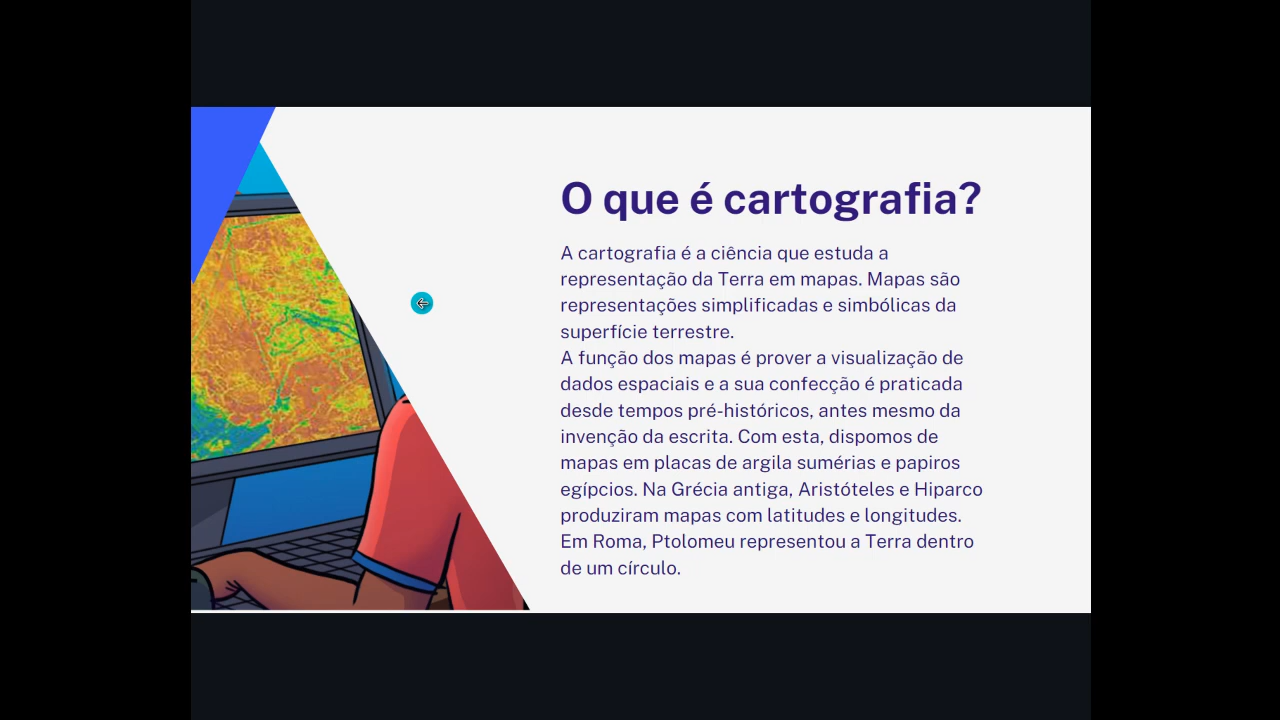 O que é cartografia?
A cartografia é a ciência que estuda a
representação da Terra em mapas. Mapas são
representações simplificadas e simbólicas da
superfície terrestre.
A função dos mapas é prover a visualização de
dados espaciais e a sua confecção é praticada
desde tempos pré-históricos, antes mesmo da
invenção da escrita. Com esta, dispomos de
mapas em placas de argila sumérias e papiros
egípcios. Na Grécia antiga, Aristóteles e Hiparco
produziram mapas com latitudes e longitudes.
Em Roma, Ptolomeu representou a Terra dentro
de um círculo.